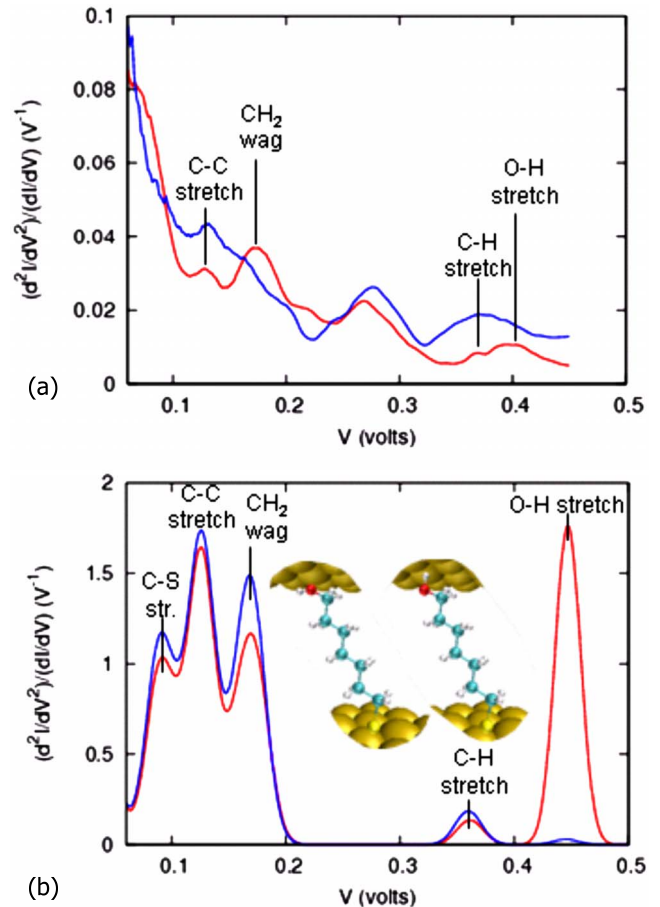 0.1
0.08
0.06
0.04
0.02
0
(d²I/dV²)/(dI/dV) (V⁻¹)
C-C
stretch
CH₂
wag
C-H
stretch
O-H
stretch
0.1
0.2
0.3
0.4
0.5
V (volts)
(a)
2
1.5
1
0.5
0
(d²I/dV²)/(dI/dV) (V⁻¹)
C-S
str.
C-C
stretch
CH₂
wag
C-H
stretch
O-H stretch
0.1
0.2
0.3
0.4
0.5
V (volts)
(b)